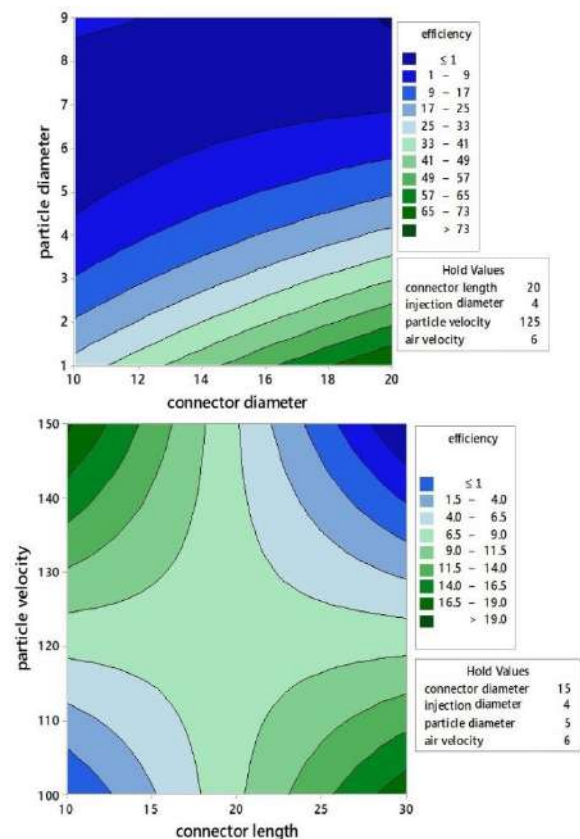 efficiency
≤ 1
1 – 9
9 – 17
17 – 25
25 – 33
33 – 41
41 – 49
49 – 57
57 – 65
65 – 73
> 73
Hold Values
connector length 20
injection diameter 4
particle velocity 125
air velocity 6
particle diameter
9
8
7
6
5
4
3
2
1
10 12 14 16 18 20
connector diameter
efficiency
≤ 1
1.5 – 4.0
4.0 – 6.5
6.5 – 9.0
9.0 – 11.5
11.5 – 14.0
14.0 – 16.5
16.5 – 19.0
> 19.0
Hold Values
connector diameter 15
injection diameter 4
particle diameter 5
air velocity 6
particle velocity
150
140
130
120
110
100
10 15 20 25 30
connector length